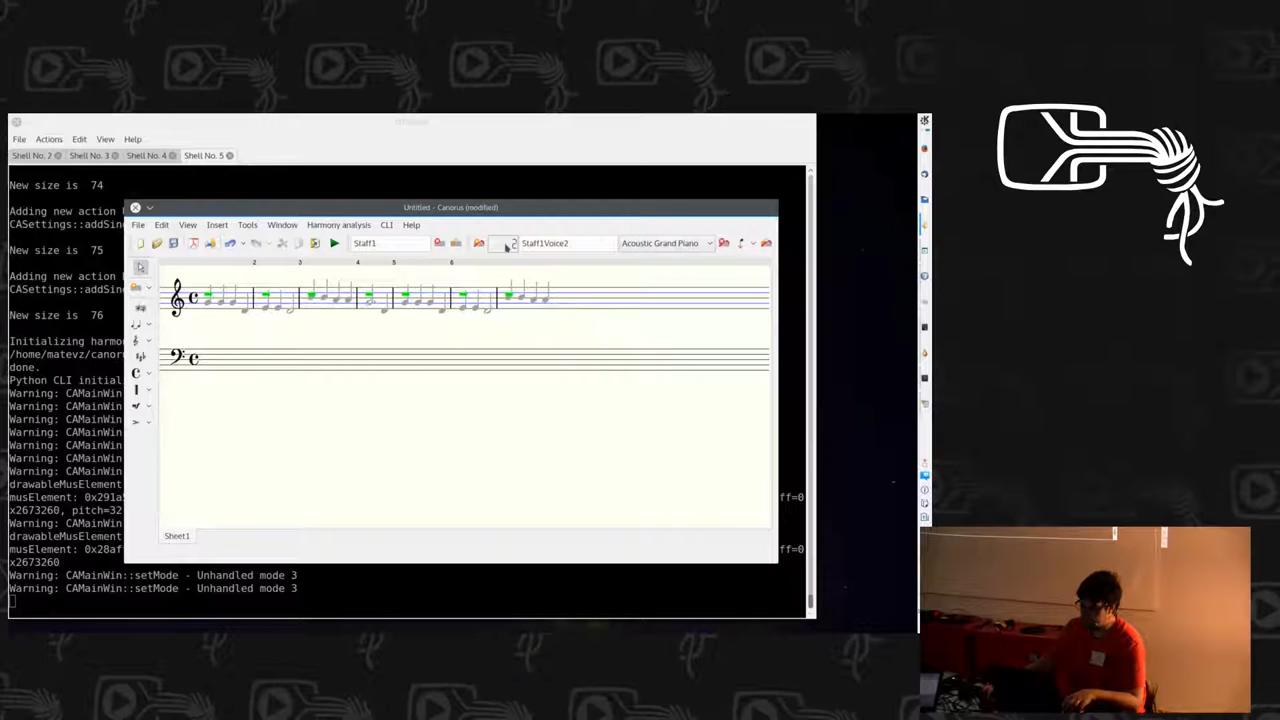 File Actions Edit View Help
Shell No. 2 Shell No. 3 Shell No. 4 Shell No. 5
New size is 74
Untitled - Canorus (modified)
Adding new action
CASettings::addSin
File Edit View Insert Tools Window Harmony analysis CLI Help
Staff1 2 Staff1Voice2 Acoustic Grand Piano
New size is 75
2 3 4 5 6
Adding new action
CASettings::addSin
New size is 76
Initializing harmo
/home/matevz/canoru
done.
Python CLI initial
Warning: CAMainWin
Warning: CAMainWin
Warning: CAMainWin
Warning: CAMainWin
Warning: CAMainWin
Warning: CAMainWin
Warning: CAMainWin
drawableMusElement
musElement: 0x291a5 ff=0
x2673260, pitch=32
Warning: CAMainWin
drawableMusElement
Sheet1
musElement: 0x28af ff=0
x2673260
Warning: CAMainWin::setMode - Unhandled mode 3
Warning: CAMainWin::setMode - Unhandled mode 3